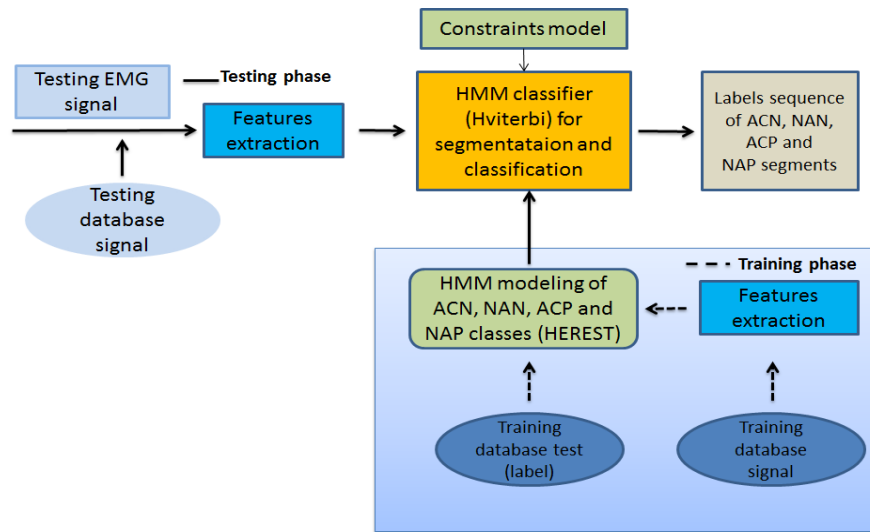 Constraints model
Testing EMG
signal
Testing phase
Features
extraction
HMM classifier
(Hviterbi) for
segmentataion and
classification
Labels sequence
of ACN, NAN,
ACP and
NAP segments
Testing
database
signal
Training phase
HMM modeling of
ACN, NAN, ACP and
NAP classes (HEREST)
Features
extraction
Training
database test
(label)
Training
database
signal